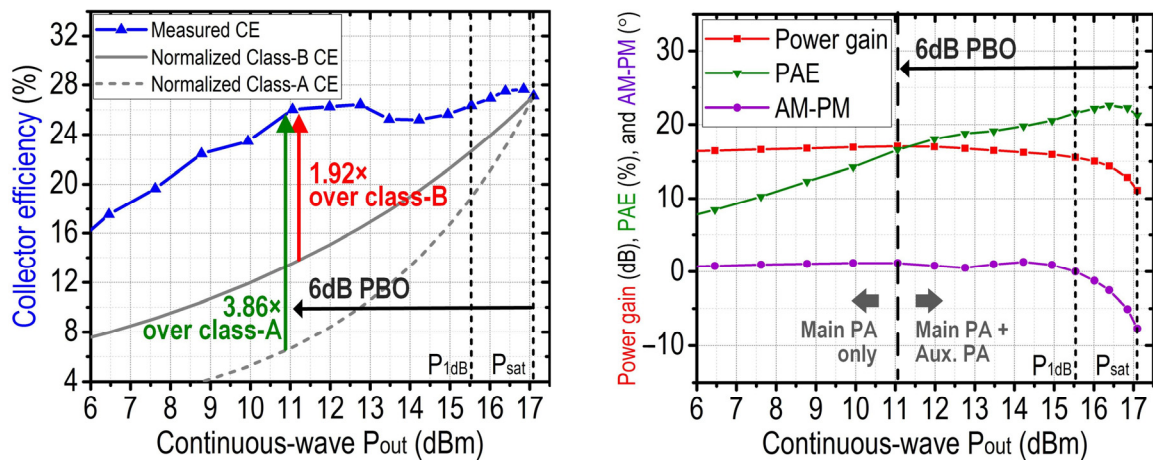 Collector efficiency (%)
32
28
24
20
16
12
8
4
Measured CE
Normalized Class-B CE
Normalized Class-A CE
1.92×
over class-B
6dB PBO
3.86×
over class-A
P1dB
Psat
6 7 8 9 10 11 12 13 14 15 16 17
Continuous-wave Pout (dBm)
Power gain (dB), PAE (%), and AM-PM (°)
30
20
10
0
−10
Power gain
PAE
AM-PM
6dB PBO
Main PA
only
Main PA +
Aux. PA
P1dB
Psat
6 7 8 9 10 11 12 13 14 15 16 17
Continuous-wave Pout (dBm)